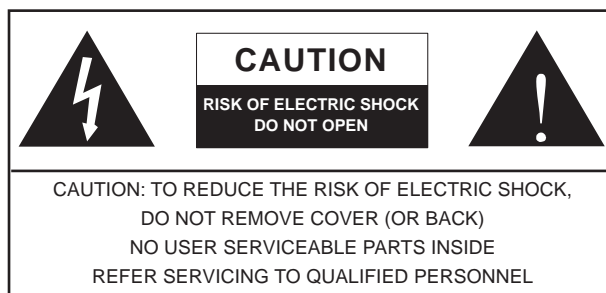 CAUTION
RISK OF ELECTRIC SHOCK
DO NOT OPEN
CAUTION: TO REDUCE THE RISK OF ELECTRIC SHOCK,
DO NOT REMOVE COVER (OR BACK)
NO USER SERVICEABLE PARTS INSIDE
REFER SERVICING TO QUALIFIED PERSONNEL